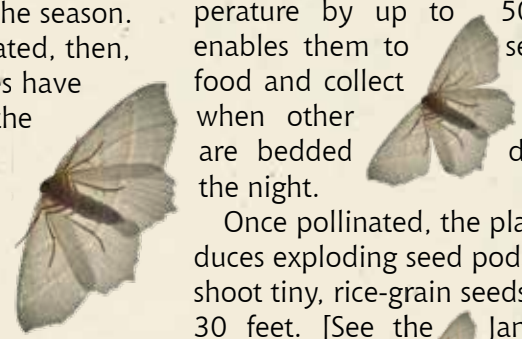 he season.
ated, then,
s have
he
perature by up to 50
enables them to se
food and collect
when other
are bedded d
the night.
Once pollinated, the pla
duces exploding seed pod
shoot tiny, rice-grain seeds
30 feet. [See the Jan